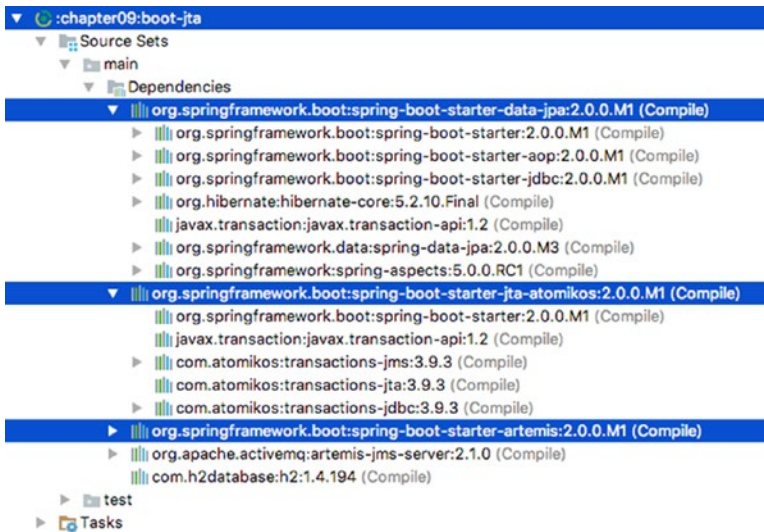 :chapter09:boot-jta
Source Sets
main
Dependencies
org.springframework.boot:spring-boot-starter-data-jpa:2.0.0.M1 (Compile)
org.springframework.boot:spring-boot-starter:2.0.0.M1 (Compile)
org.springframework.boot:spring-boot-starter-aop:2.0.0.M1 (Compile)
org.springframework.boot:spring-boot-starter-jdbc:2.0.0.M1 (Compile)
org.hibernate:hibernate-core:5.2.10.Final (Compile)
javax.transaction:javax.transaction-api:1.2 (Compile)
org.springframework.data:spring-data-jpa:2.0.0.M3 (Compile)
org.springframework:spring-aspects:5.0.0.RC1 (Compile)
org.springframework.boot:spring-boot-starter-jta-atomikos:2.0.0.M1 (Compile)
org.springframework.boot:spring-boot-starter:2.0.0.M1 (Compile)
javax.transaction:javax.transaction-api:1.2 (Compile)
com.atomikos:transactions-jms:3.9.3 (Compile)
com.atomikos:transactions-jta:3.9.3 (Compile)
com.atomikos:transactions-jdbc:3.9.3 (Compile)
org.springframework.boot:spring-boot-starter-artemis:2.0.0.M1 (Compile)
org.apache.activemq:artemis-jms-server:2.1.0 (Compile)
com.h2database:h2:1.4.194 (Compile)
test
Tasks